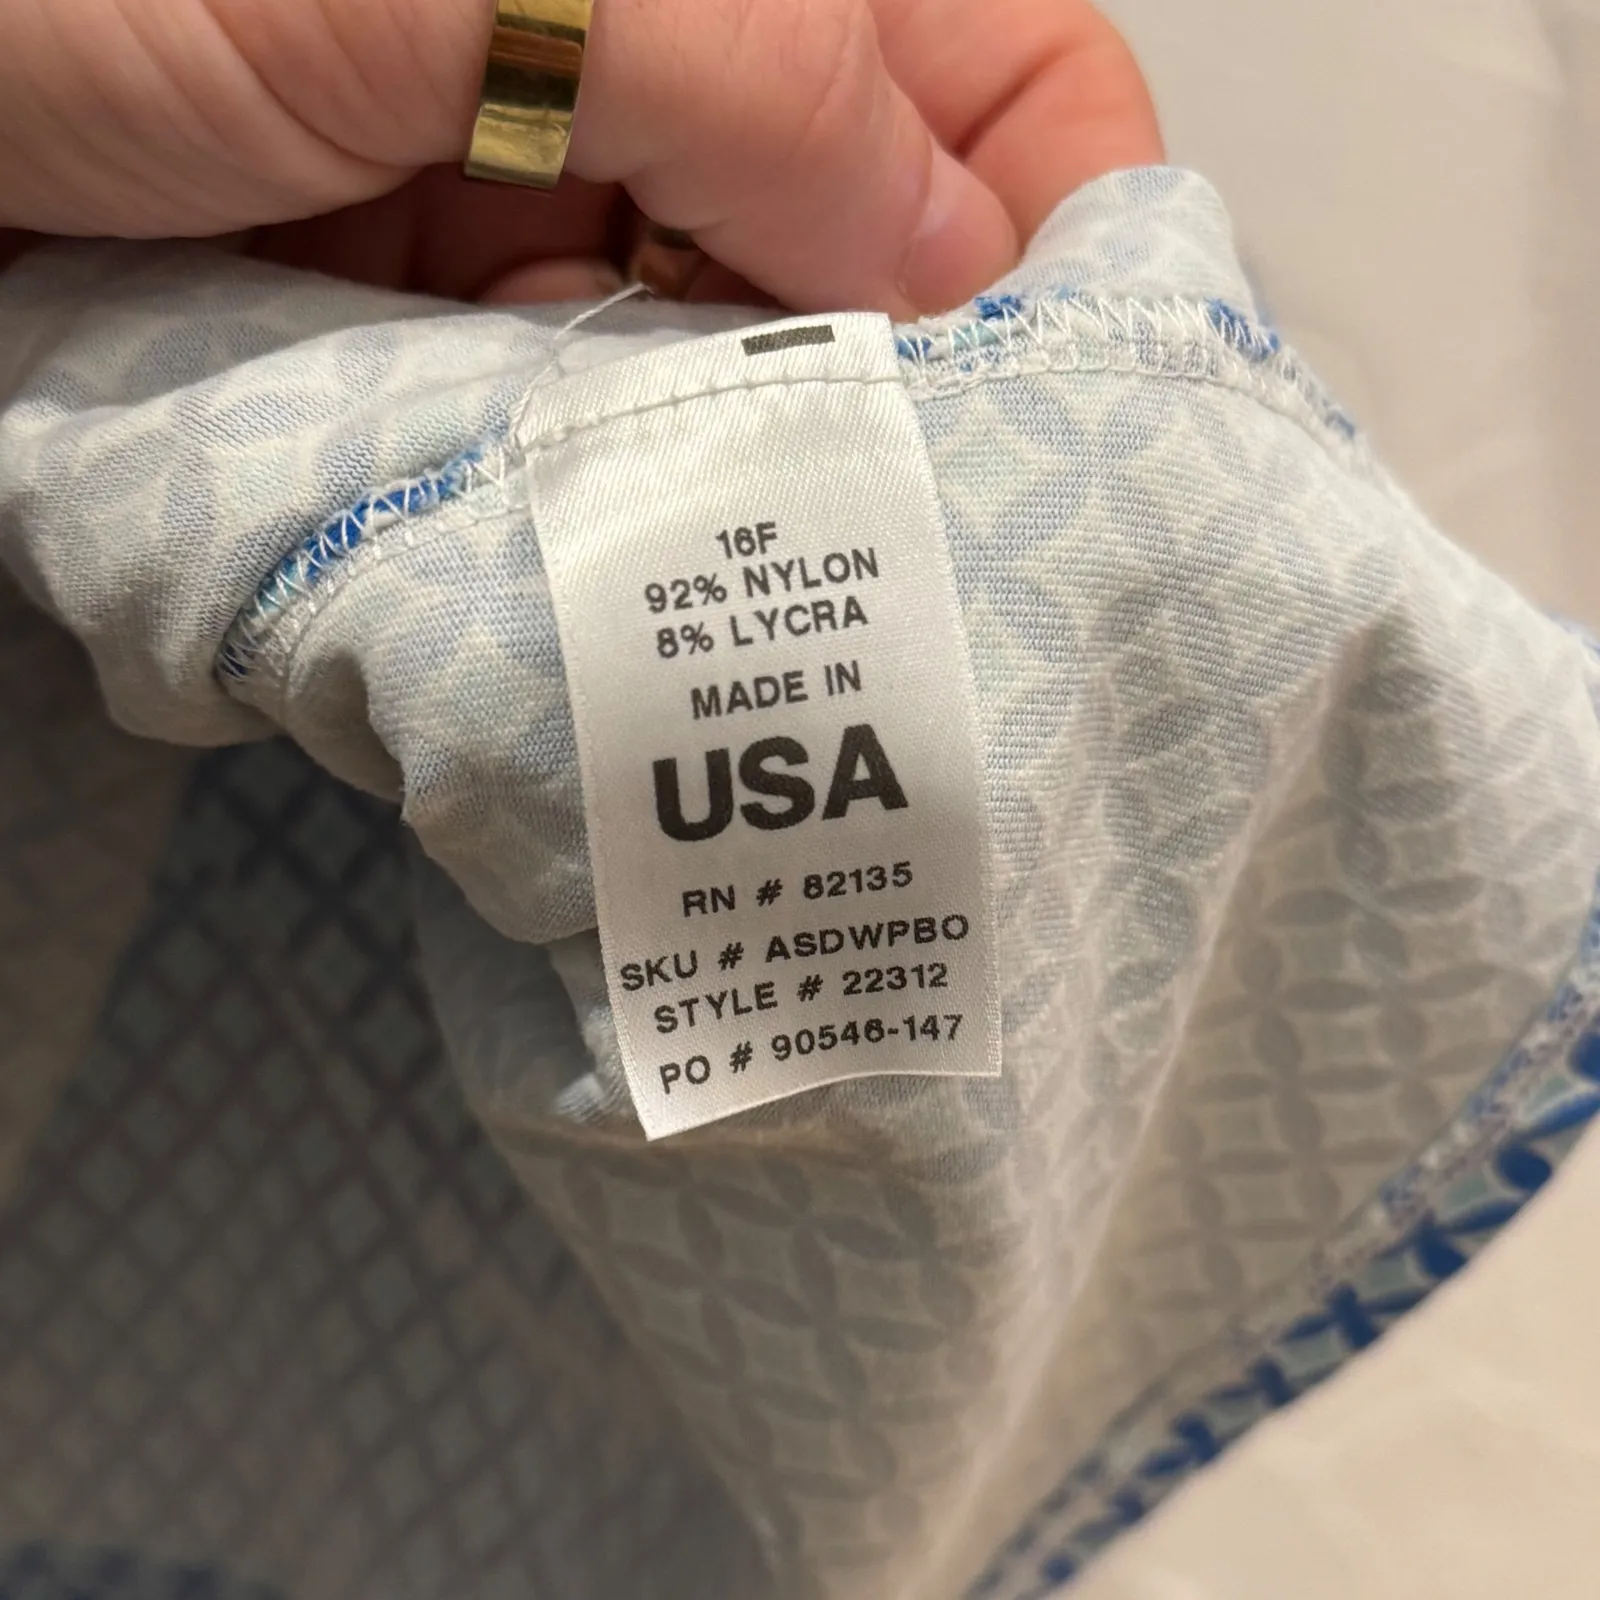 16F
92% NYLON
8% LYCRA
MADE IN
USA
RN # 82135
SKU # ASDWPBO
STYLE # 22312
PO # 90546-147